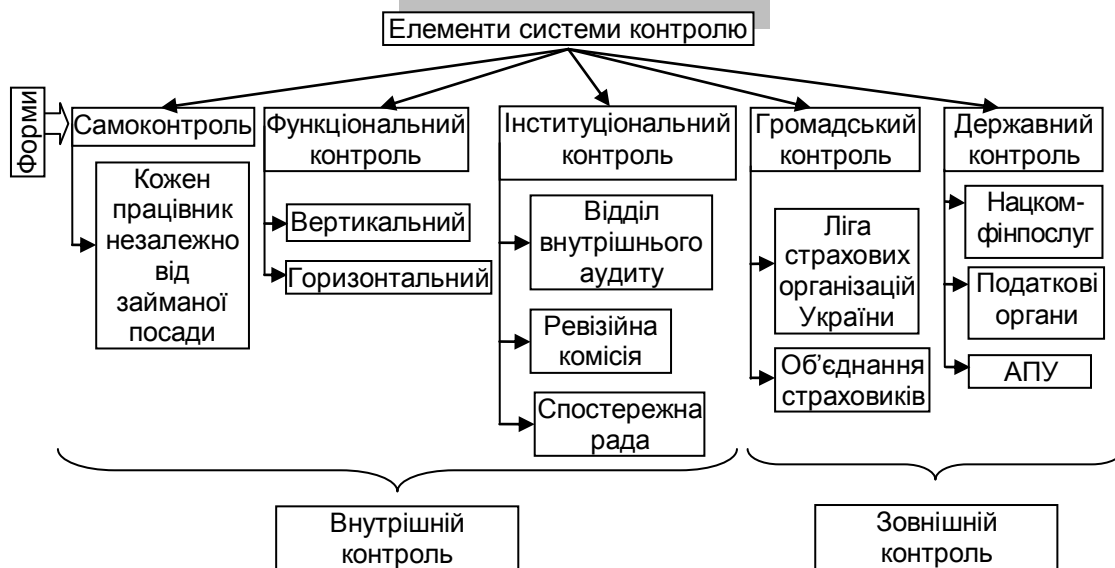 Елементи системи контролю
Форми
Самоконтроль
Кожен
працівник
незалежно
від
займаної
посади
Функціональний
контроль
Вертикальний
Горизонтальний
Інституціональний
контроль
Відділ
внутрішнього
аудиту
Ревізійна
комісія
Спостережна
рада
Громадський
контроль
Ліга
страхових
організацій
України
Об’єднання
страховиків
Державний
контроль
Нацком-
фінпослуг
Податкові
органи
АПУ
Внутрішній
контроль
Зовнішній
контроль